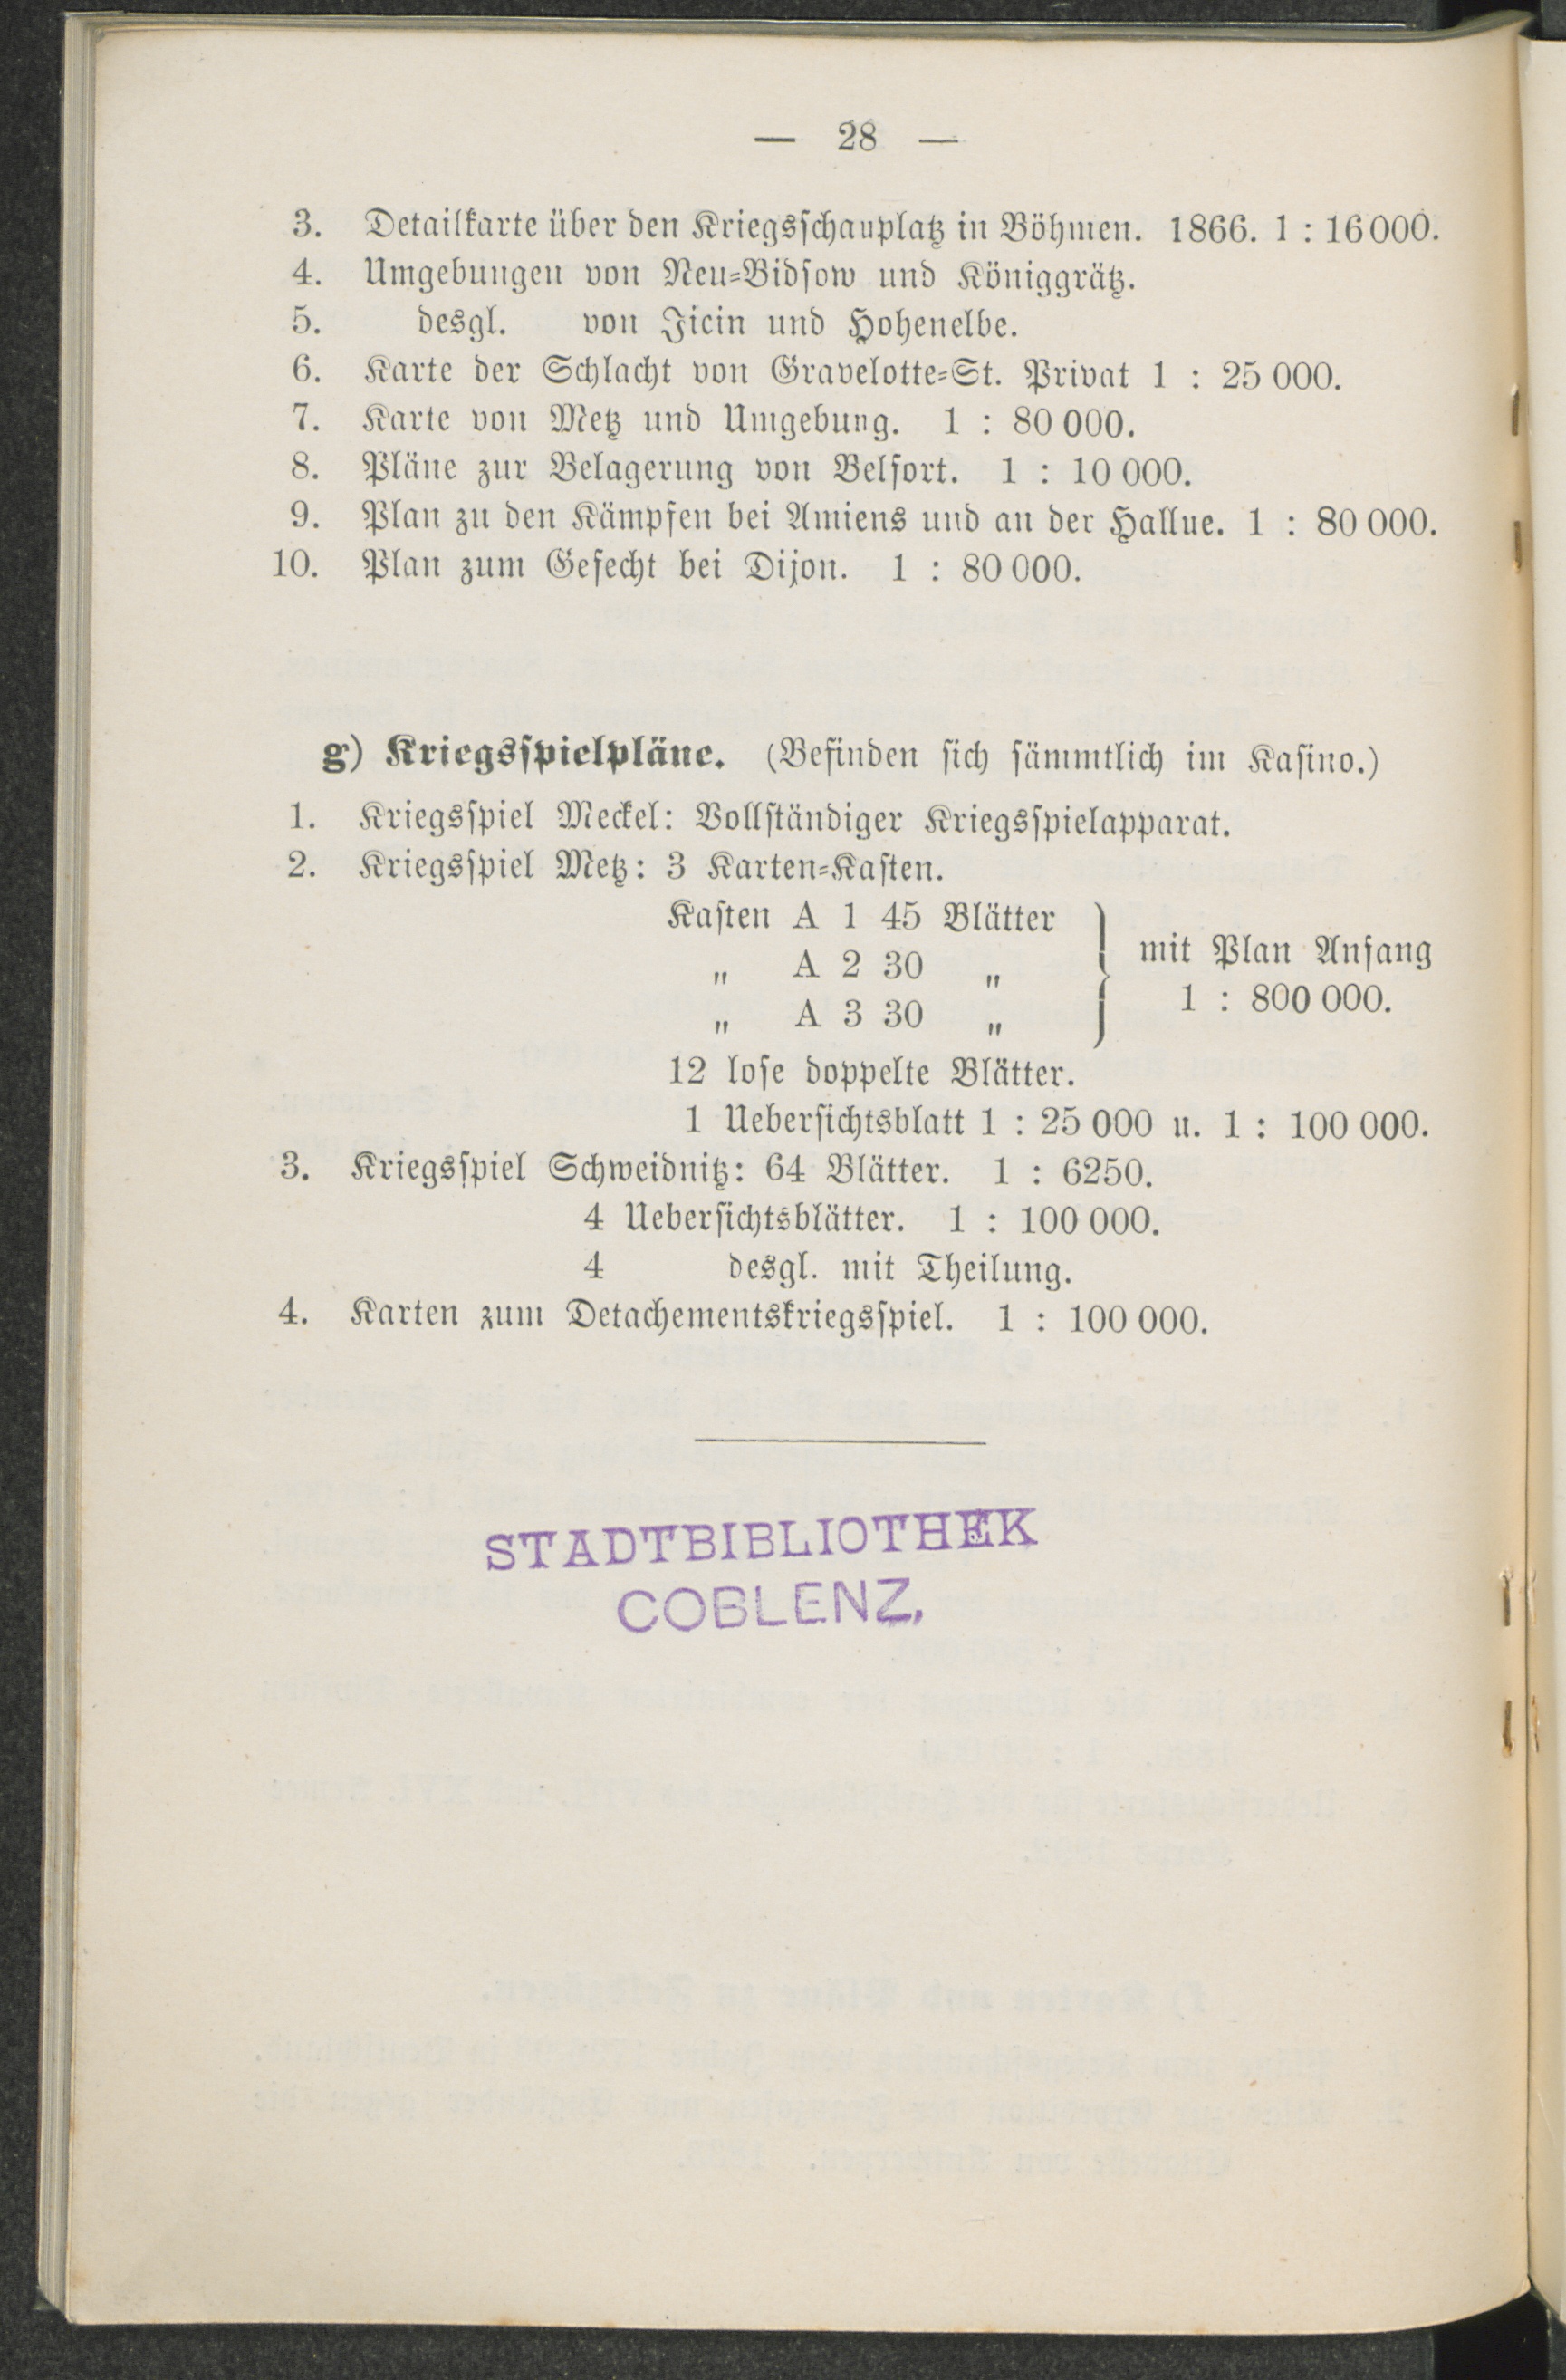 — 28 —
3. Detailkarte über den Kriegsschauplatz in Böhmen. 1866. 1 : 16 000.
4. Umgebungen von Neu-Bidsow und Königgrätz.
5. desgl. von Jicin und Hohenelbe.
6. Karte der Schlacht von Gravelotte-St. Privat 1 : 25 000.
7. Karte von Metz und Umgebung. 1 : 80 000.
8. Pläne zur Belagerung von Belfort. 1 : 10 000.
9. Plan zu den Kämpfen bei Amiens und an der Hallue. 1 : 80 000.
10. Plan zum Gefecht bei Dijon. 1 : 80 000.
g) Kriegsspielpläne. (Befinden sich sämmtlich im Kasino.)
1. Kriegsspiel Meckel: Vollständiger Kriegsspielapparat.
2. Kriegsspiel Metz: 3 Karten-Kasten.
Kasten A 1 45 Blätter
„ A 2 30 „
„ A 3 30 „
mit Plan Anfang
1 : 800 000.
12 lose doppelte Blätter.
1 Uebersichtsblatt 1 : 25 000 u. 1 : 100 000.
3. Kriegsspiel Schweidnitz: 64 Blätter. 1 : 6250.
4 Uebersichtsblätter. 1 : 100 000.
4 desgl. mit Theilung.
4. Karten zum Detachementskriegsspiel. 1 : 100 000.
STADTBIBLIOTHEK
COBLENZ,